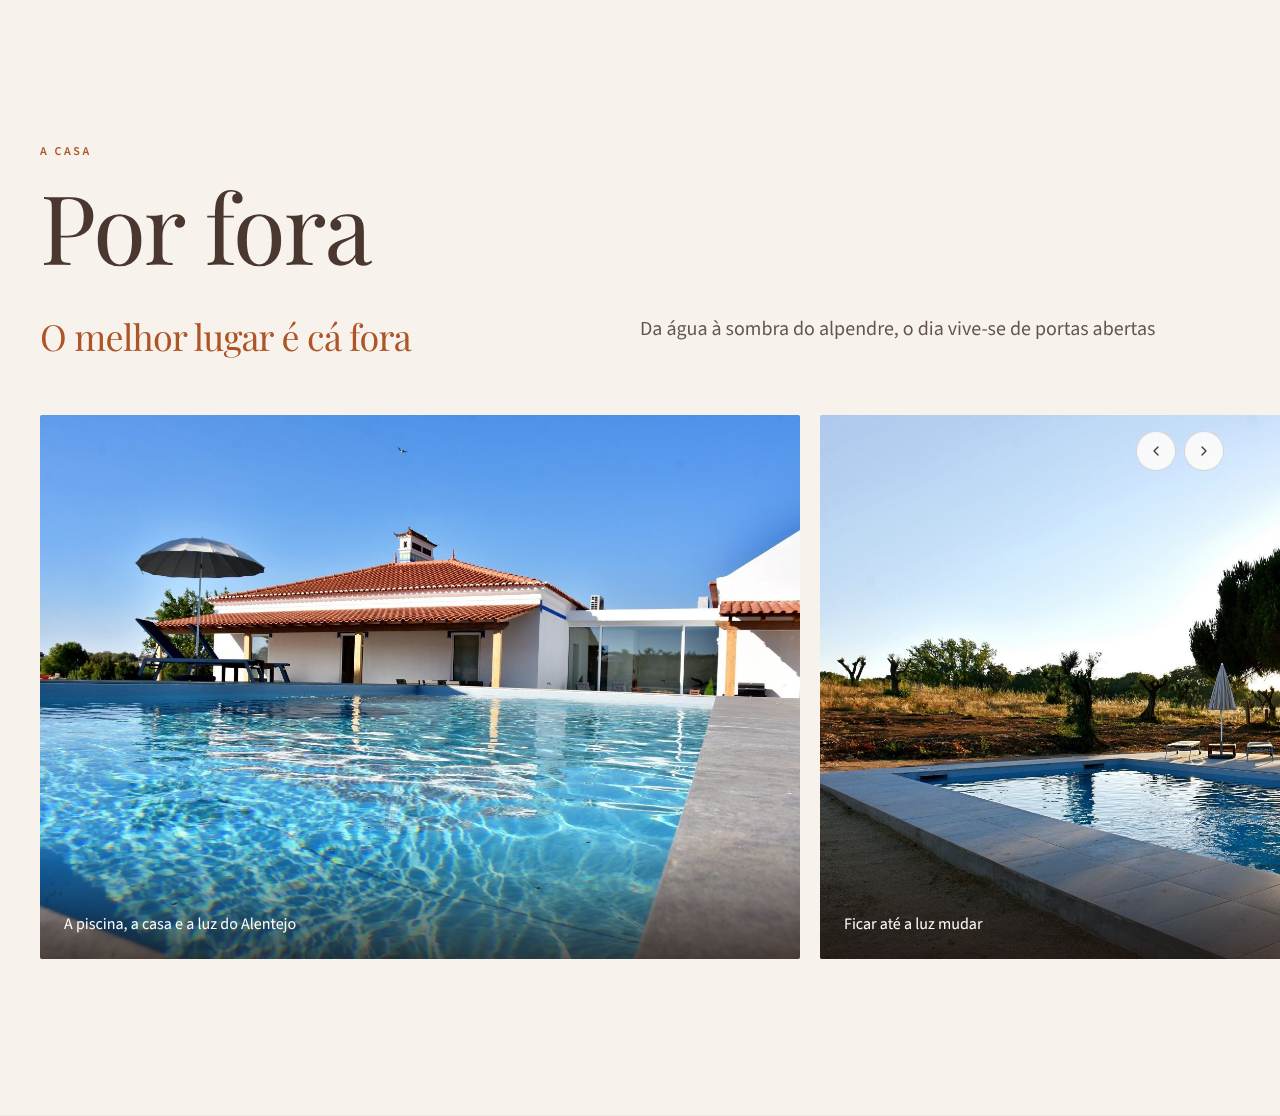 A CASA
Por fora
O melhor lugar é cá fora
Da água à sombra do alpendre, o dia vive-se de portas abertas
A piscina, a casa e a luz do Alentejo
Ficar até a luz mudar